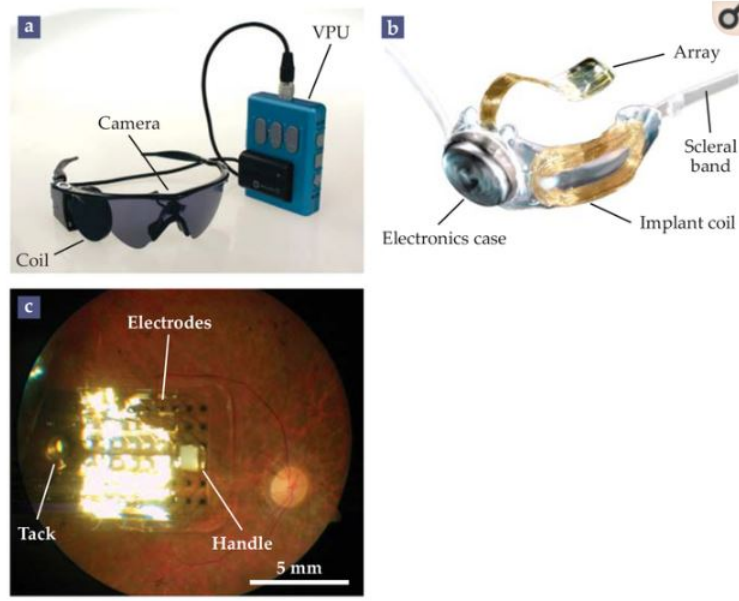 a
VPU
Camera
Coil
b
Array
Scleral
band
Implant coil
Electronics case
c
Electrodes
Tack
Handle
5 mm